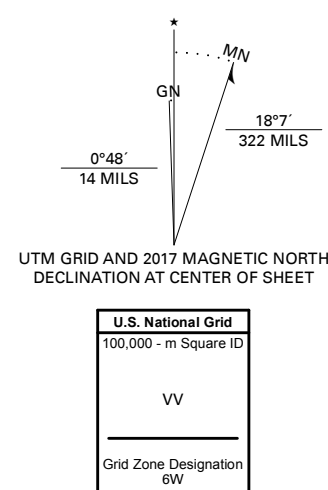 ★
MN
GN
18°7´
322 MILS
0°48´
14 MILS
UTM GRID AND 2017 MAGNETIC NORTH
DECLINATION AT CENTER OF SHEET
U.S. National Grid
100,000 - m Square ID
VV
Grid Zone Designation
6W